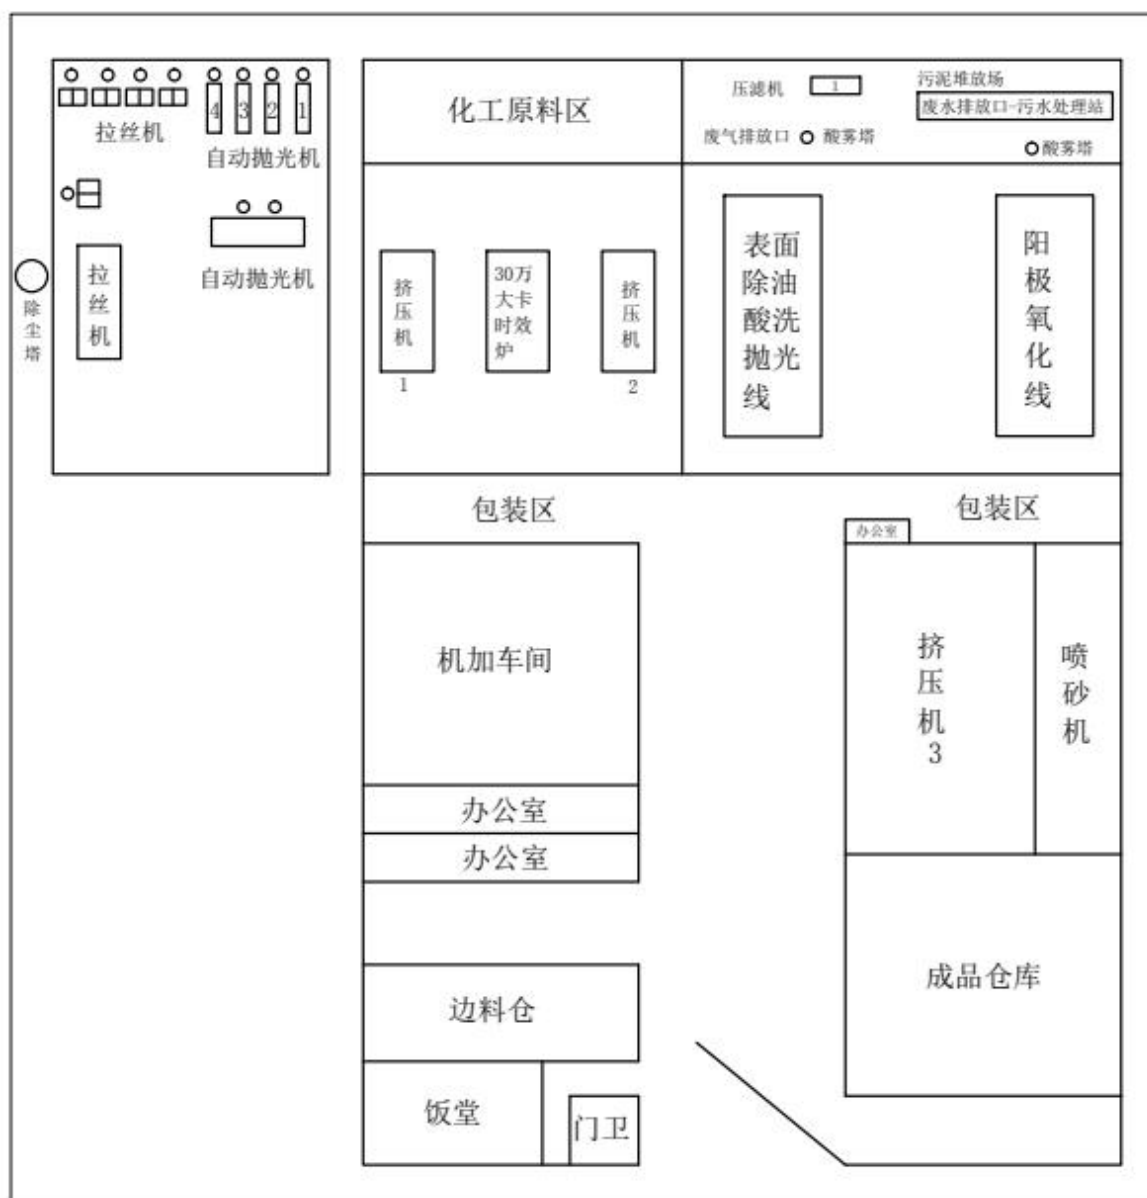 拉丝机
4
3
2
1
自动抛光机
化工原料区
压滤机
1
污泥堆放场
废水排放口-污水处理站
废气排放口
酸雾塔
酸雾塔
除尘塔
拉丝机
自动抛光机
挤压机
1
30万
大卡
时效
炉
挤压机
2
表面
除油
酸洗
抛光
线
阳极氧化线
包装区
包装区
办公室
机加车间
挤压机3
喷砂机
办公室
办公室
边料仓
成品仓库
饭堂
门卫